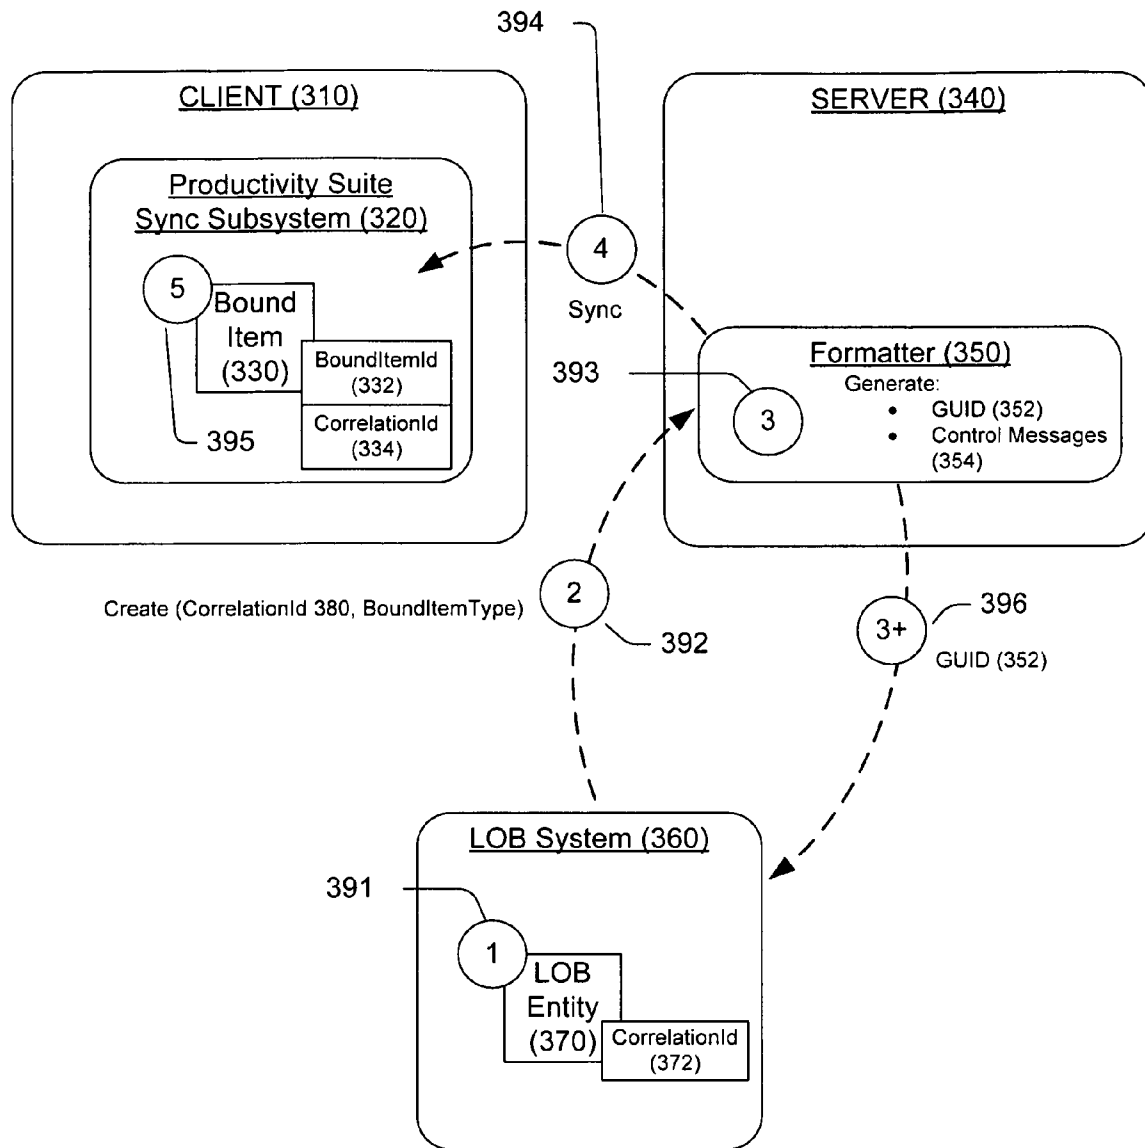 394
CLIENT (310)
SERVER (340)
Productivity Suite
Sync Subsystem (320)
4
Sync
5
Bound
Item
(330)
BoundItemId
(332)
CorrelationId
(334)
395
Formatter (350)
393
Generate:
3
• GUID (352)
• Control Messages
(354)
2
Create (CorrelationId 380, BoundItemType)
392
3+
396
GUID (352)
LOB System (360)
391
1
LOB
Entity
(370)
CorrelationId
(372)